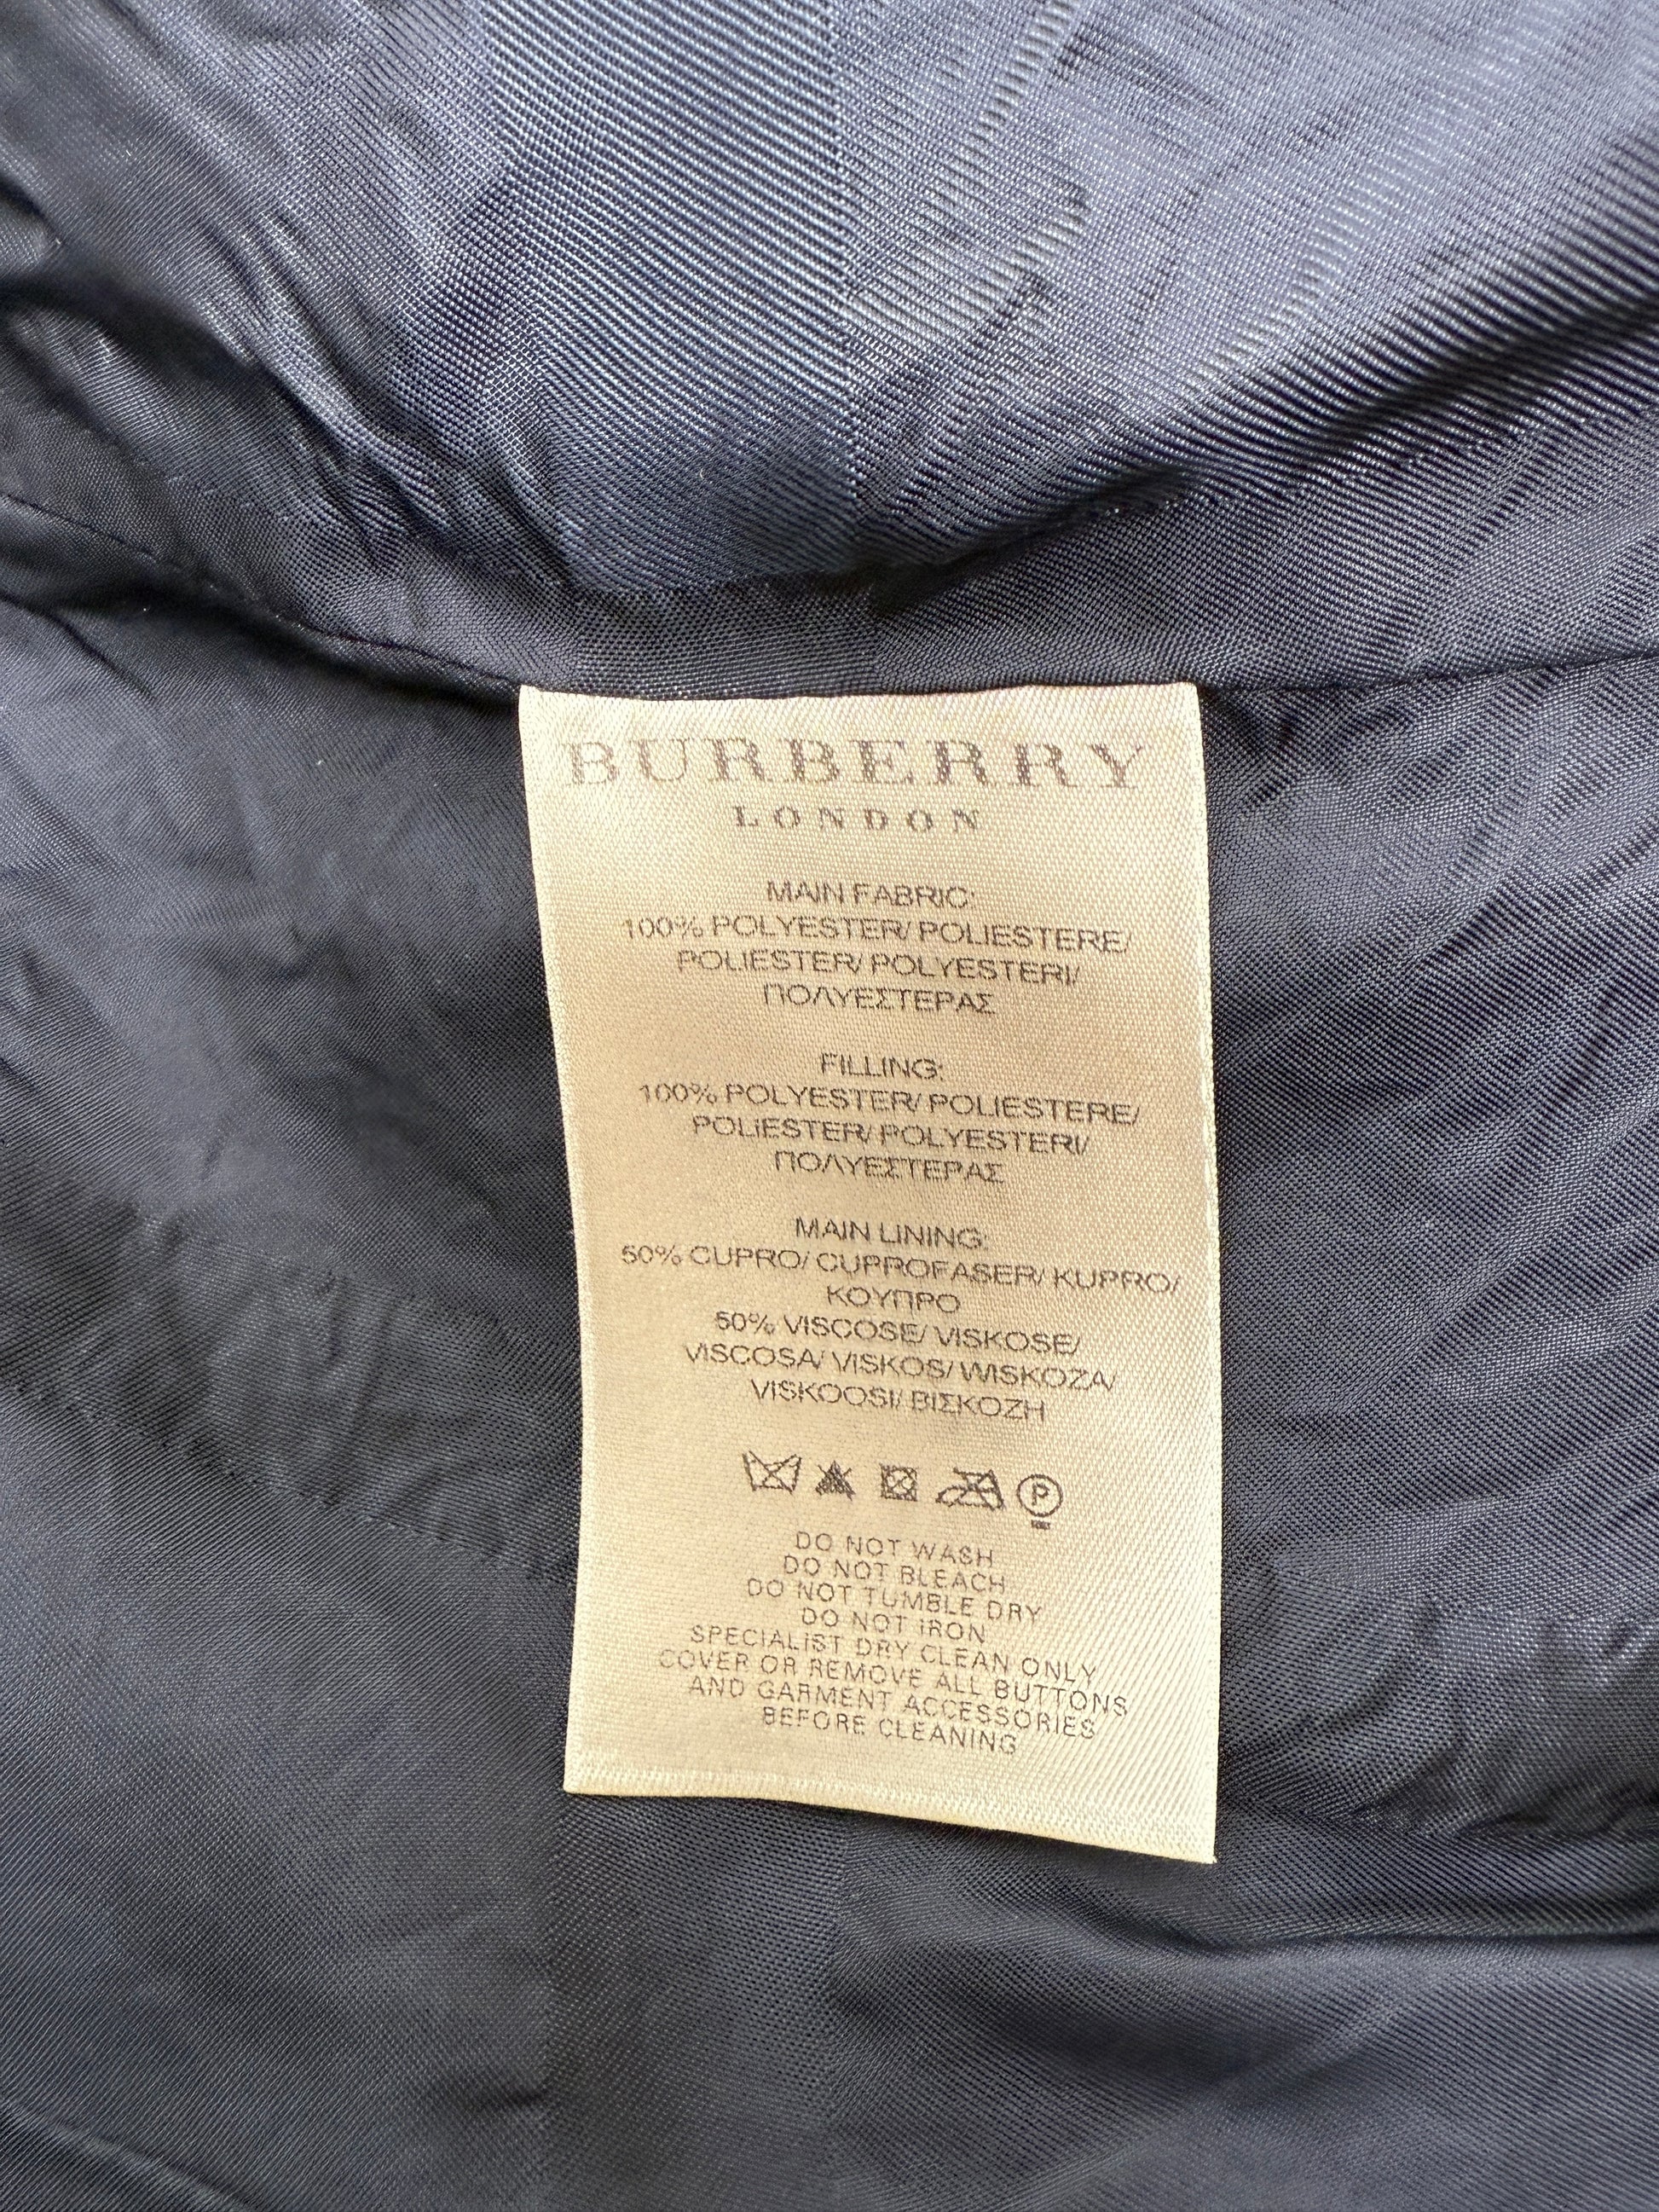 BURBERRY
LONDON
MAIN FABRIC:
100% POLYESTER/ POLIESTERE/
POLIESTER/ POLYESTERI/
ΠΟΛΥΕΣΤΕΡΑΣ
FILLING:
100% POLYESTER/ POLIESTERE/
POLIESTER/ POLYESTERI/
ΠΟΛΥΕΣΤΕΡΑΣ
MAIN LINING:
50% CUPRO/ CUPROFASER/ KUPRO/
ΚΟΥΠΡΟ
50% VISCOSE/ VISKOSE/
VISCOSA/ VISKOS/ WISKOZA/
VISKOOSI/ ΒΙΣΚΟΖΗ
P
DO NOT WASH
DO NOT BLEACH
DO NOT TUMBLE DRY
DO NOT IRON
SPECIALIST DRY CLEAN ONLY
COVER OR REMOVE ALL BUTTONS
AND GARMENT ACCESSORIES
BEFORE CLEANING